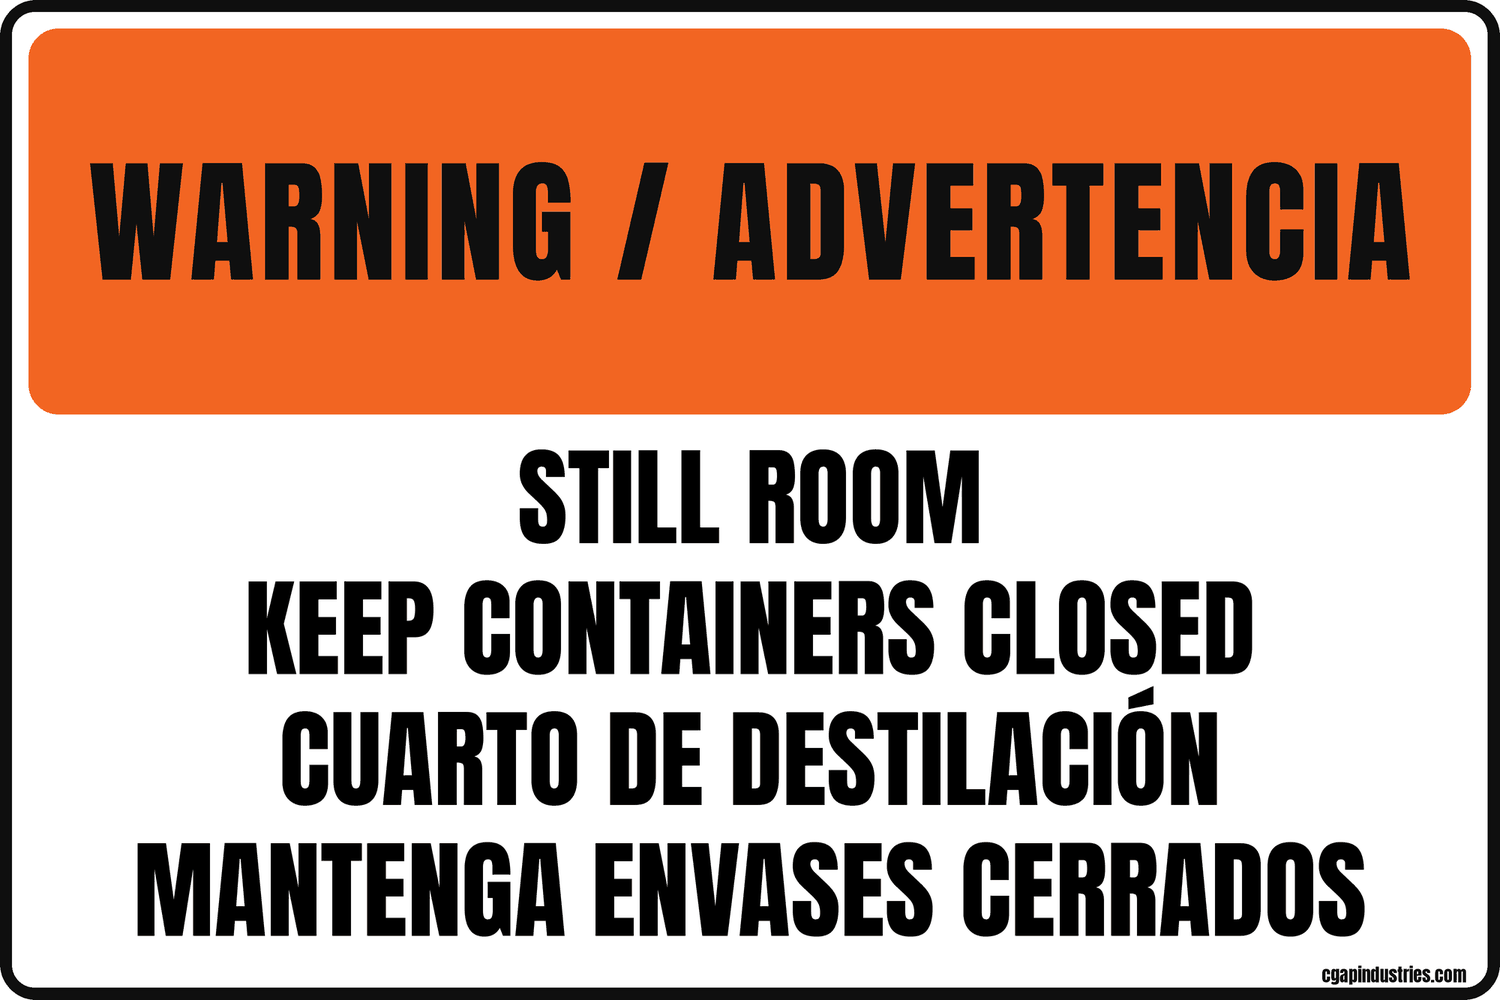 WARNING / ADVERTENCIA
STILL ROOM
KEEP CONTAINERS CLOSED
CUARTO DE DESTILACIÓN
MANTENGA ENVASES CERRADOS
cgapindustries.com